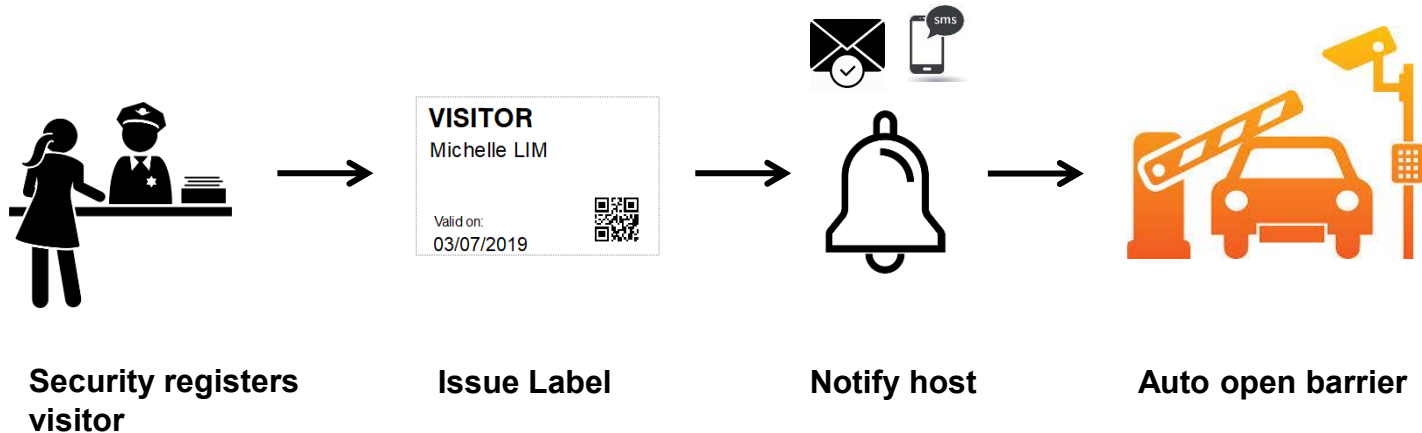 sms
VISITOR
Michelle LIM
Valid on:
03/07/2019
Security registers
visitor
Issue Label
Notify host
Auto open barrier